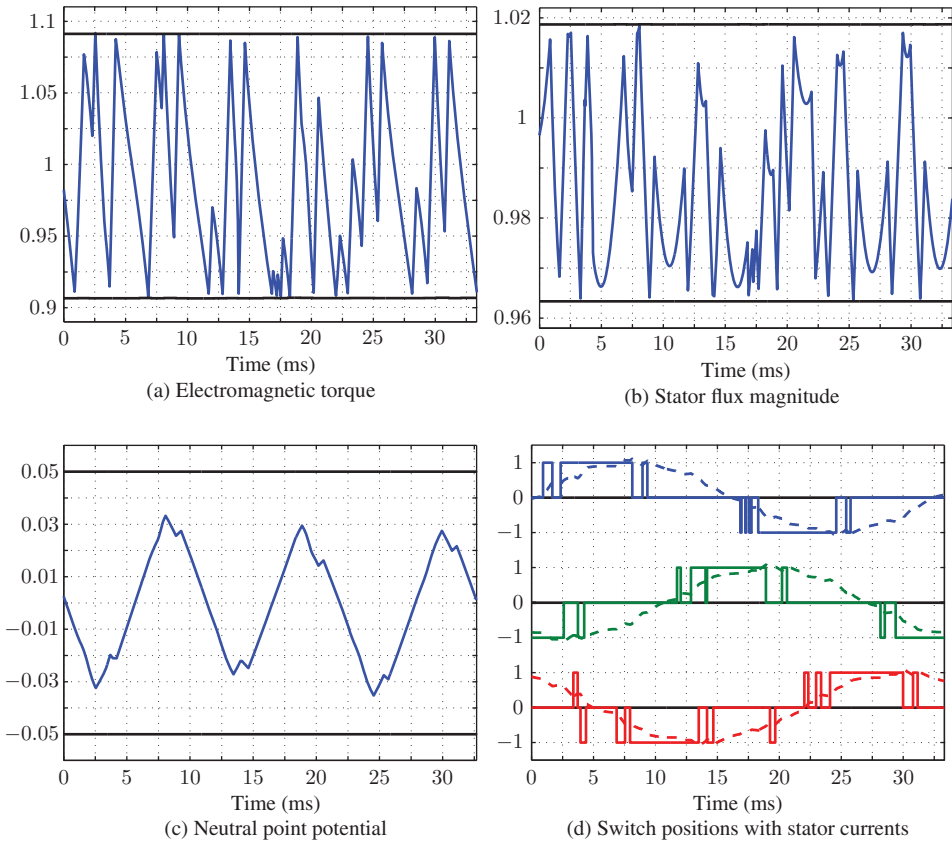 1.1
1.05
1
0.95
0.9
0 5 10 15 20 25 30
Time (ms)
(a) Electromagnetic torque
1.02
1
0.98
0.96
0 5 10 15 20 25 30
Time (ms)
(b) Stator flux magnitude
0.05
0.03
0.01
−0.01
−0.03
−0.05
0 5 10 15 20 25 30
Time (ms)
(c) Neutral point potential
1
0
−1
1
0
−1
1
0
−1
0 5 10 15 20 25 30
Time (ms)
(d) Switch positions with stator currents